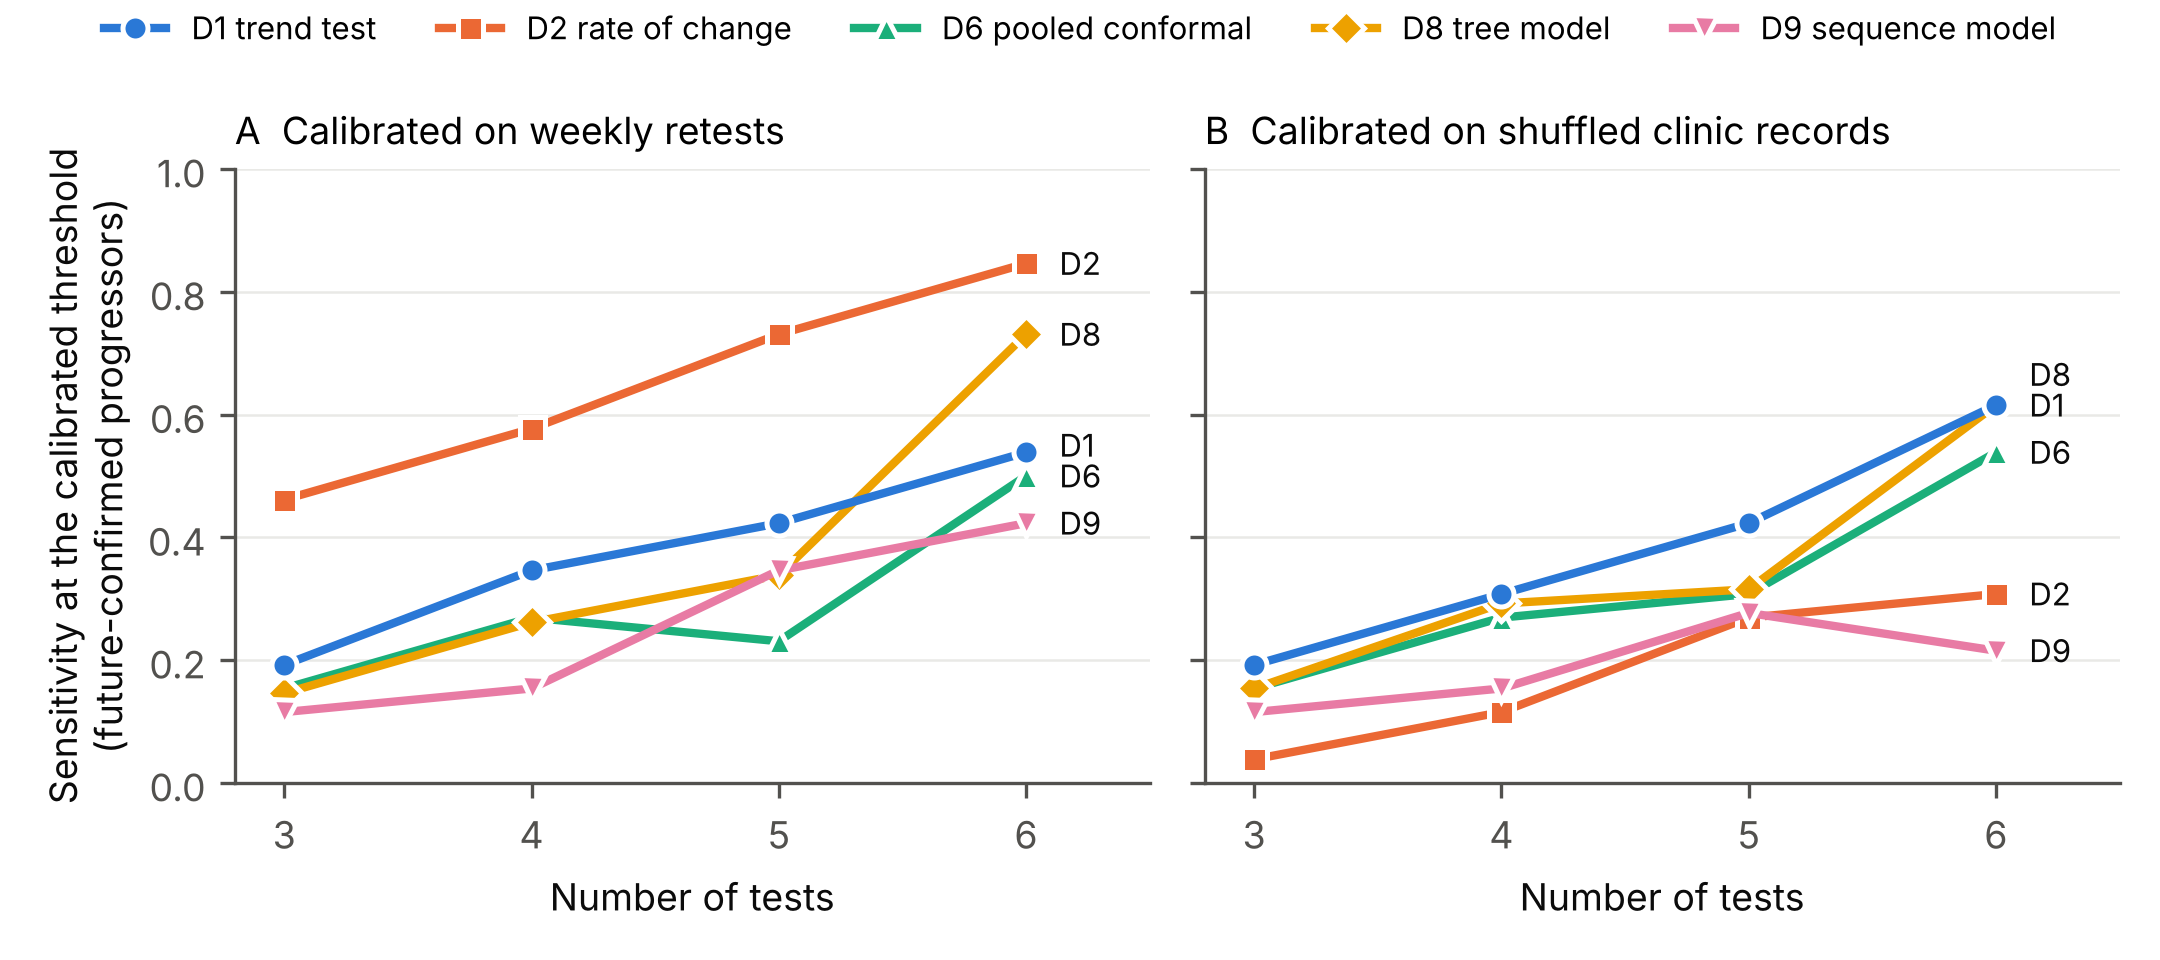 D1 trend test D2 rate of change D6 pooled conformal D8 tree model D9 sequence model
A Calibrated on weekly retests
B Calibrated on shuffled clinic records
Sensitivity at the calibrated threshold
(future-confirmed progressors)
1.0
0.8
0.6
0.4
0.2
0.0
D2
D8
D1
D6
D9
3 4 5 6
Number of tests
D8
D1
D6
D2
D9
3 4 5 6
Number of tests